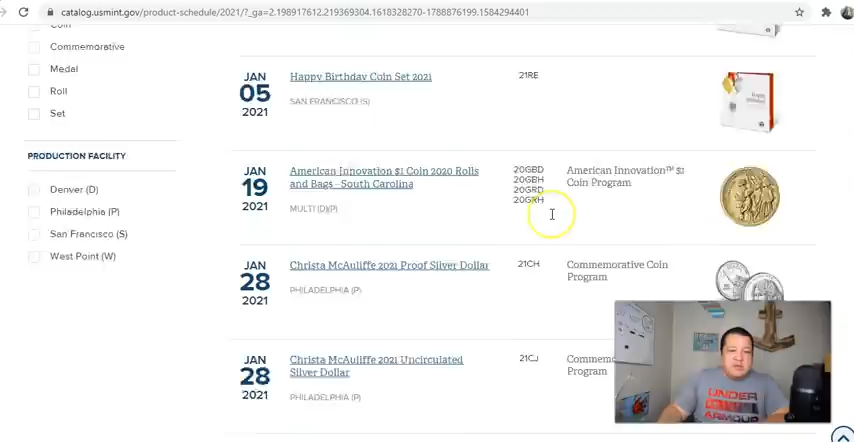 catalog.usmint.gov/product-schedule/2021/?_ga=2.198917612.219369304.1618328270-1788876199.1584294401
Coin
Commemorative
Medal
Roll
Set
PRODUCTION FACILITY
Denver (D)
Philadelphia (P)
San Francisco (S)
West Point (W)
JAN
05
2021
Happy Birthday Coin Set 2021
SAN FRANCISCO (S)
21RE
JAN
19
2021
American Innovation $1 Coin 2020 Rolls
and Bags - South Carolina
MULTI (D)(P)
20GBD
20GBH
20GRD
20GRH
American Innovation™ $1
Coin Program
JAN
28
2021
Christa McAuliffe 2021 Proof Silver Dollar
PHILADELPHIA (P)
21CH
Commemorative Coin
Program
JAN
28
2021
Christa McAuliffe 2021 Uncirculated
Silver Dollar
PHILADELPHIA (P)
21CJ
Commem
Program
UNDER
ARMOUR